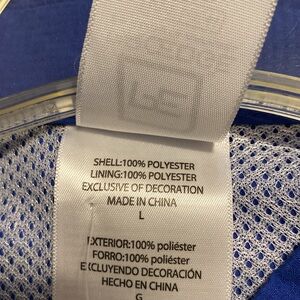 SHELL:100% POLYESTER
LINING:100% POLYESTER
EXCLUSIVE OF DECORATION
MADE IN CHINA
L
EXTERIOR:100% poliéster
FORRO:100% poliéster
EXCLUYENDO DECORACIÓN
HECHO EN CHINA
G